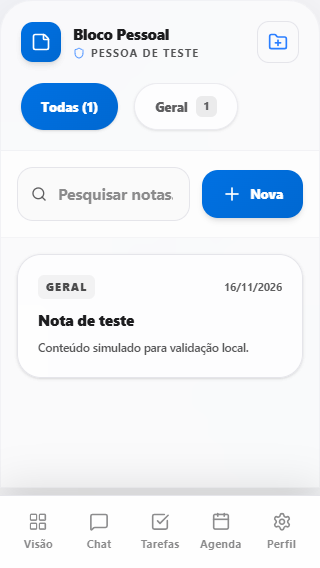 Bloco Pessoal
PESSOA DE TESTE
Todas (1)
Geral 1
Pesquisar notas.
Nova
GERAL
16/11/2026
Nota de teste
Conteúdo simulado para validação local.
Visão
Chat
Tarefas
Agenda
Perfil